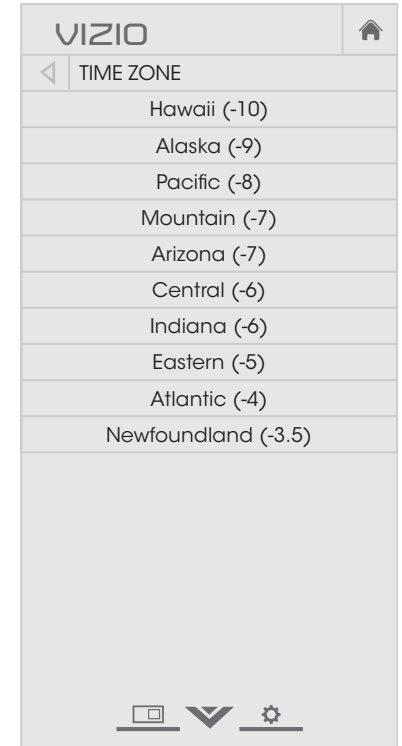 VIZIO
TIME ZONE
Hawaii (-10)
Alaska (-9)
Pacific (-8)
Mountain (-7)
Arizona (-7)
Central (-6)
Indiana (-6)
Eastern (-5)
Atlantic (-4)
Newfoundland (-3.5)